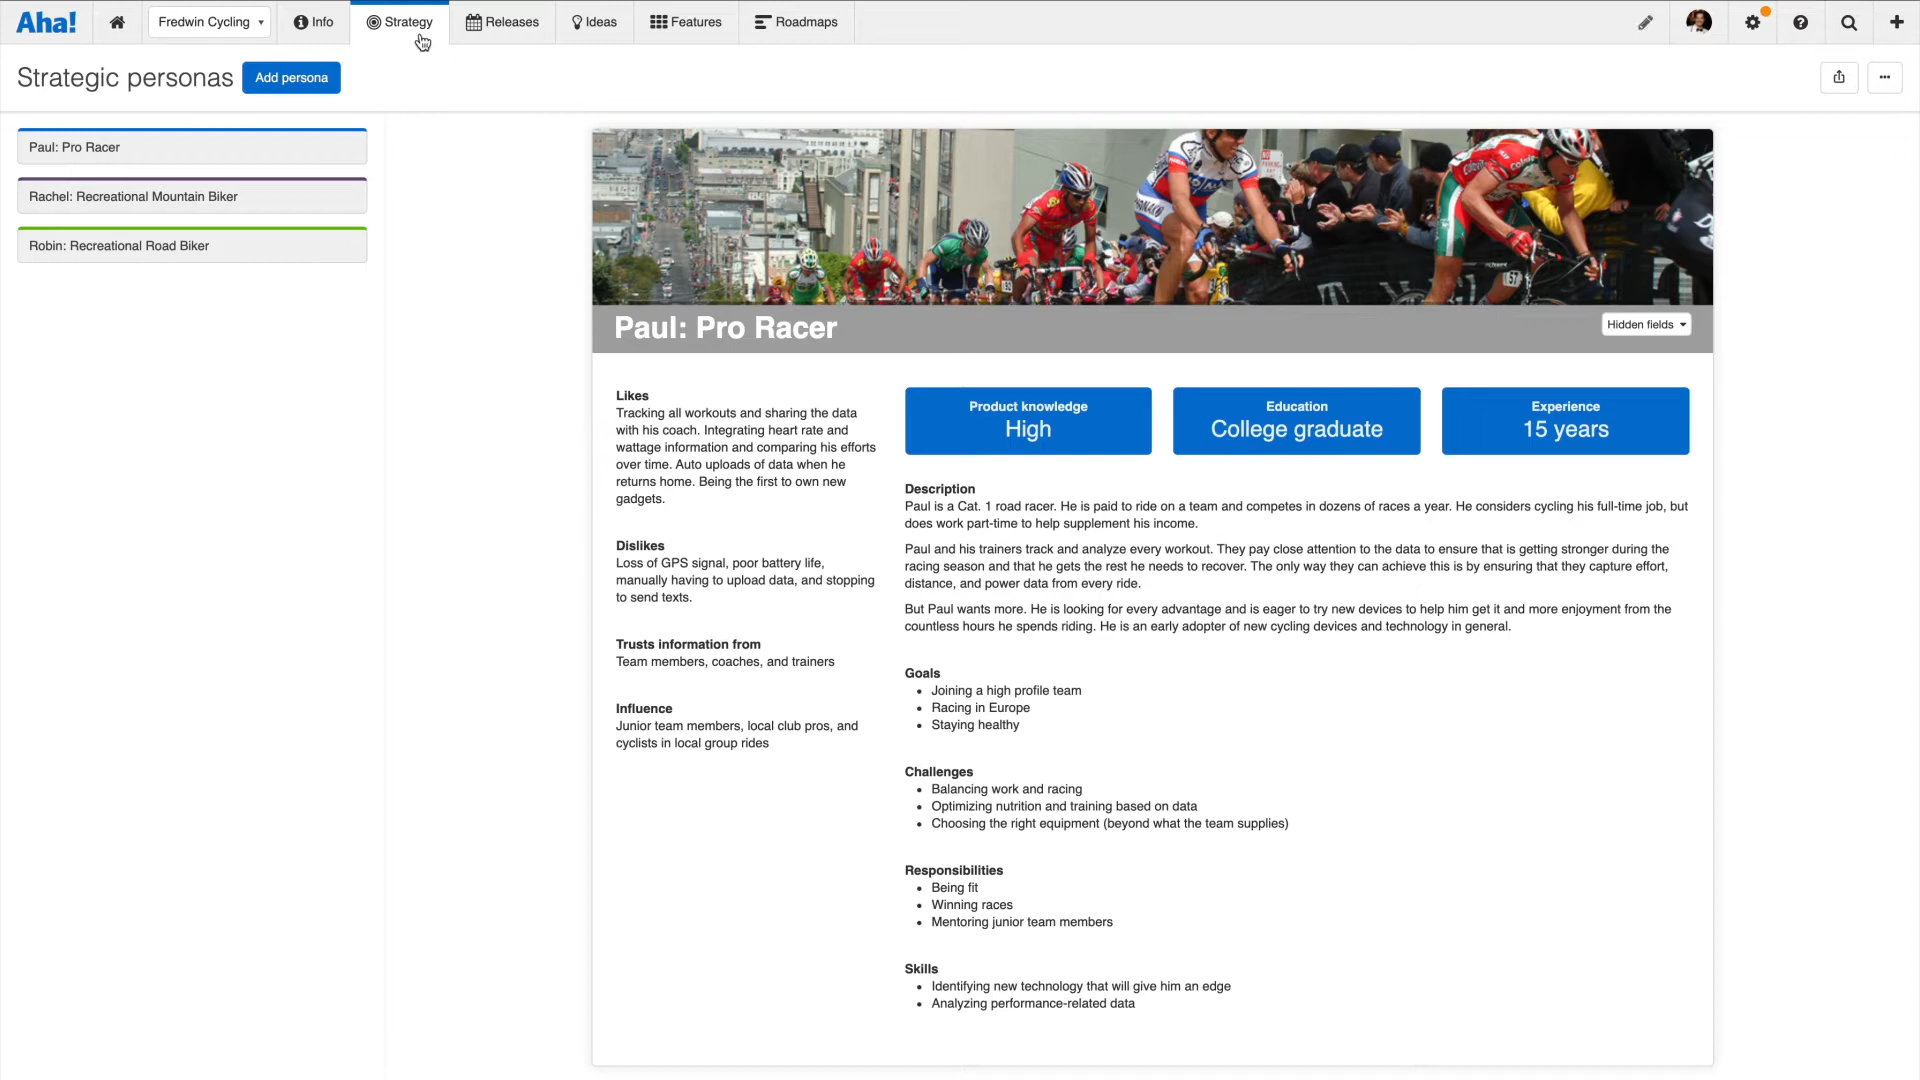 Aha!
Fredwin Cycling
Info
Strategy
Releases
Ideas
Features
Roadmaps
Strategic personas
Add persona
Paul: Pro Racer
Rachel: Recreational Mountain Biker
Robin: Recreational Road Biker
Paul: Pro Racer
Hidden fields
Likes
Tracking all workouts and sharing the data
with his coach. Integrating heart rate and
wattage information and comparing his efforts
over time. Auto uploads of data when he
returns home. Being the first to own new
gadgets.
Dislikes
Loss of GPS signal, poor battery life,
manually having to upload data, and stopping
to send texts.
Trusts information from
Team members, coaches, and trainers
Influence
Junior team members, local club pros, and
cyclists in local group rides
Product knowledge
High
Education
College graduate
Experience
15 years
Description
Paul is a Cat. 1 road racer. He is paid to ride on a team and competes in dozens of races a year. He considers cycling his full-time job, but
does work part-time to help supplement his income.
Paul and his trainers track and analyze every workout. They pay close attention to the data to ensure that is getting stronger during the
racing season and that he gets the rest he needs to recover. The only way they can achieve this is by ensuring that they capture effort,
distance, and power data from every ride.
But Paul wants more. He is looking for every advantage and is eager to try new devices to help him get it and more enjoyment from the
countless hours he spends riding. He is an early adopter of new cycling devices and technology in general.
Goals
• Joining a high profile team
• Racing in Europe
• Staying healthy
Challenges
• Balancing work and racing
• Optimizing nutrition and training based on data
• Choosing the right equipment (beyond what the team supplies)
Responsibilities
• Being fit
• Winning races
• Mentoring junior team members
Skills
• Identifying new technology that will give him an edge
• Analyzing performance-related data